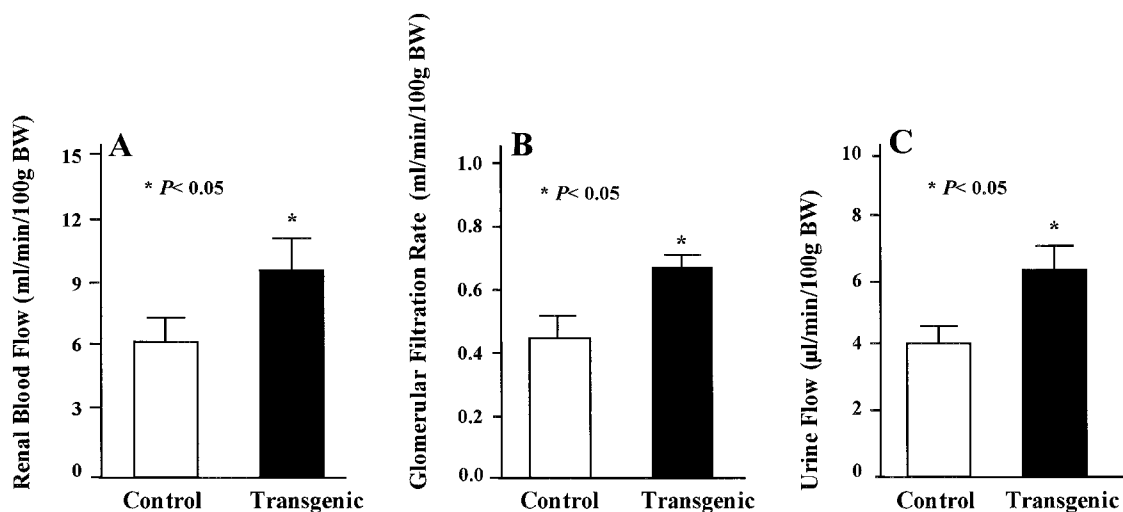 Renal Blood Flow (ml/min/100g BW)
A
15
12
9
6
3
0
* P< 0.05
*
Control Transgenic
Glomerular Filtration Rate (ml/min/100g BW)
B
1.0
0.8
0.6
0.4
0.2
0.0
* P< 0.05
*
Control Transgenic
Urine Flow (µl/min/100g BW)
C
10
8
6
4
2
0
* P< 0.05
*
Control Transgenic